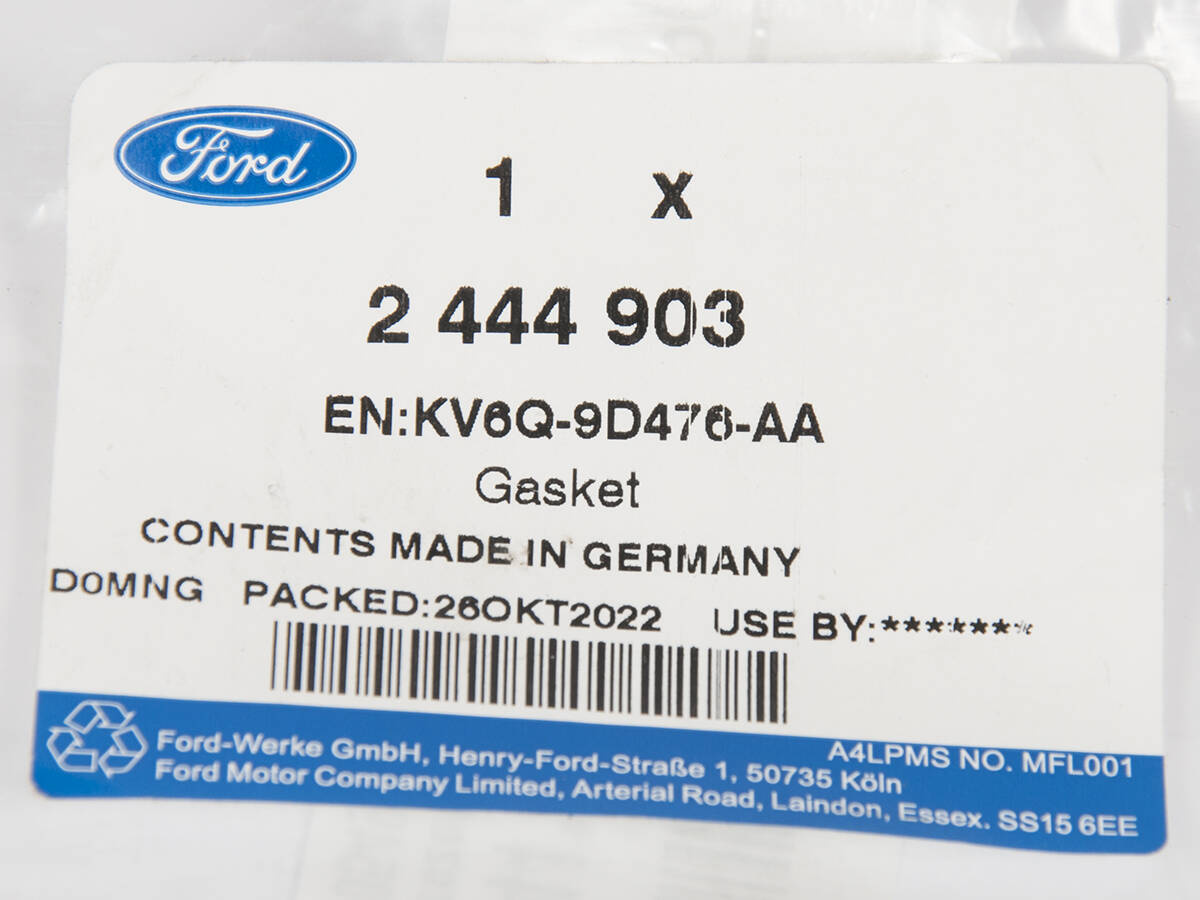 Ford
1 x
2 444 903
EN:KV6Q-9D476-AA
Gasket
CONTENTS MADE IN GERMANY
D0MNG PACKED:26OKT2022 USE BY:*******
A4LPMS NO. MFL001
Ford-Werke GmbH, Henry-Ford-Straße 1, 50735 Köln
Ford Motor Company Limited, Arterial Road, Laindon, Essex. SS15 6EE